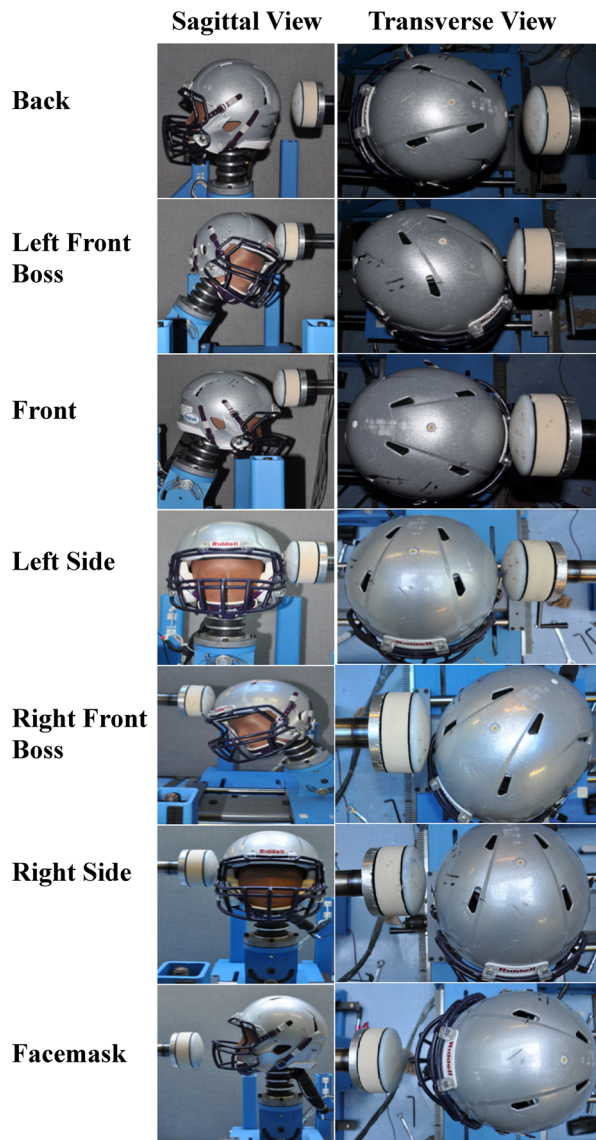 Sagittal View Transverse View
Back
Left Front
Boss
Front
Left Side
Riddell
Right Front
Boss
Right Side
Riddell
Facemask